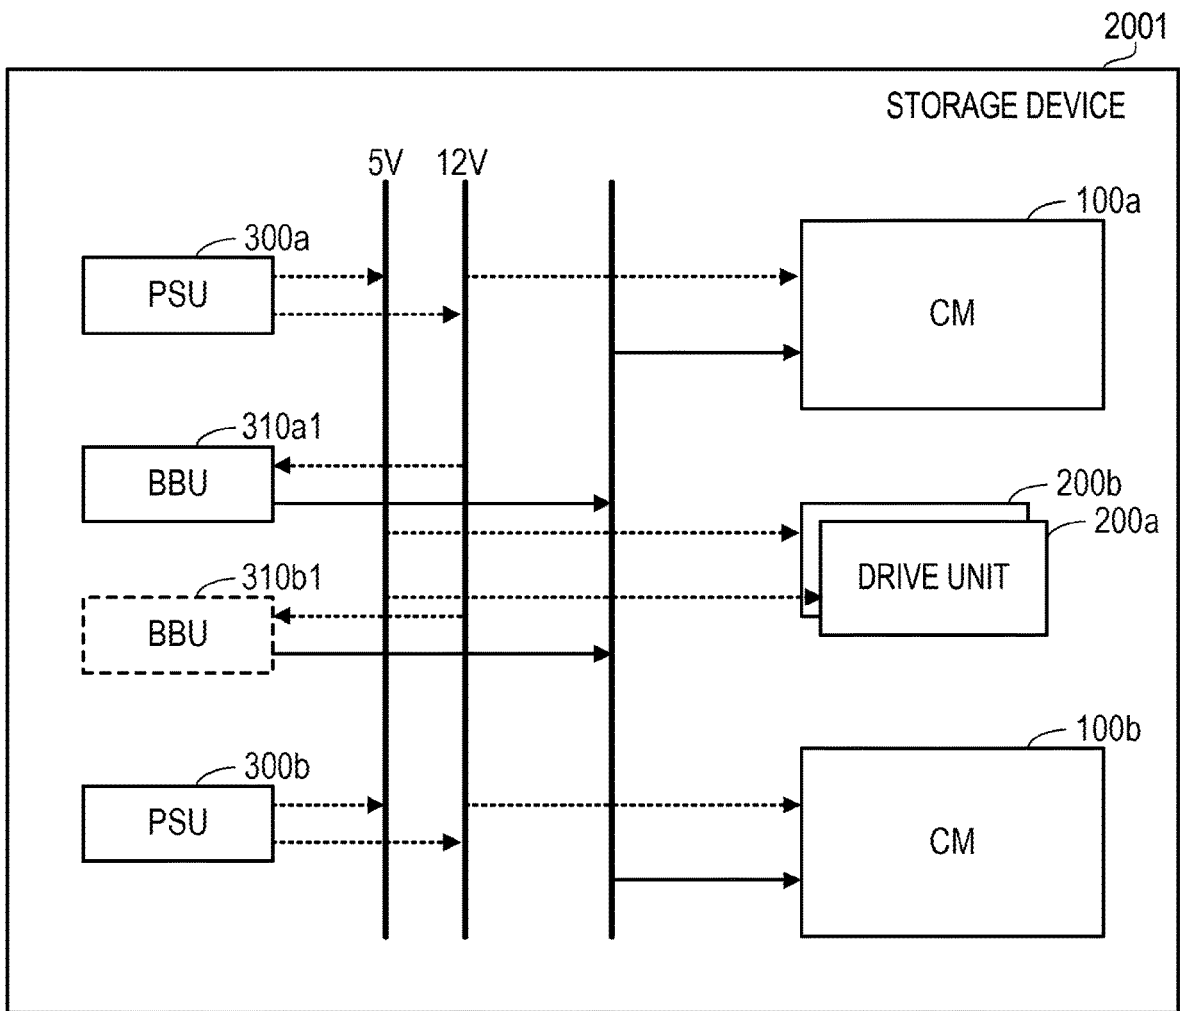 2001
STORAGE DEVICE
5V 12V
100a
300a
PSU
CM
310a1
BBU
200b
200a
DRIVE UNIT
310b1
BBU
100b
300b
PSU
CM